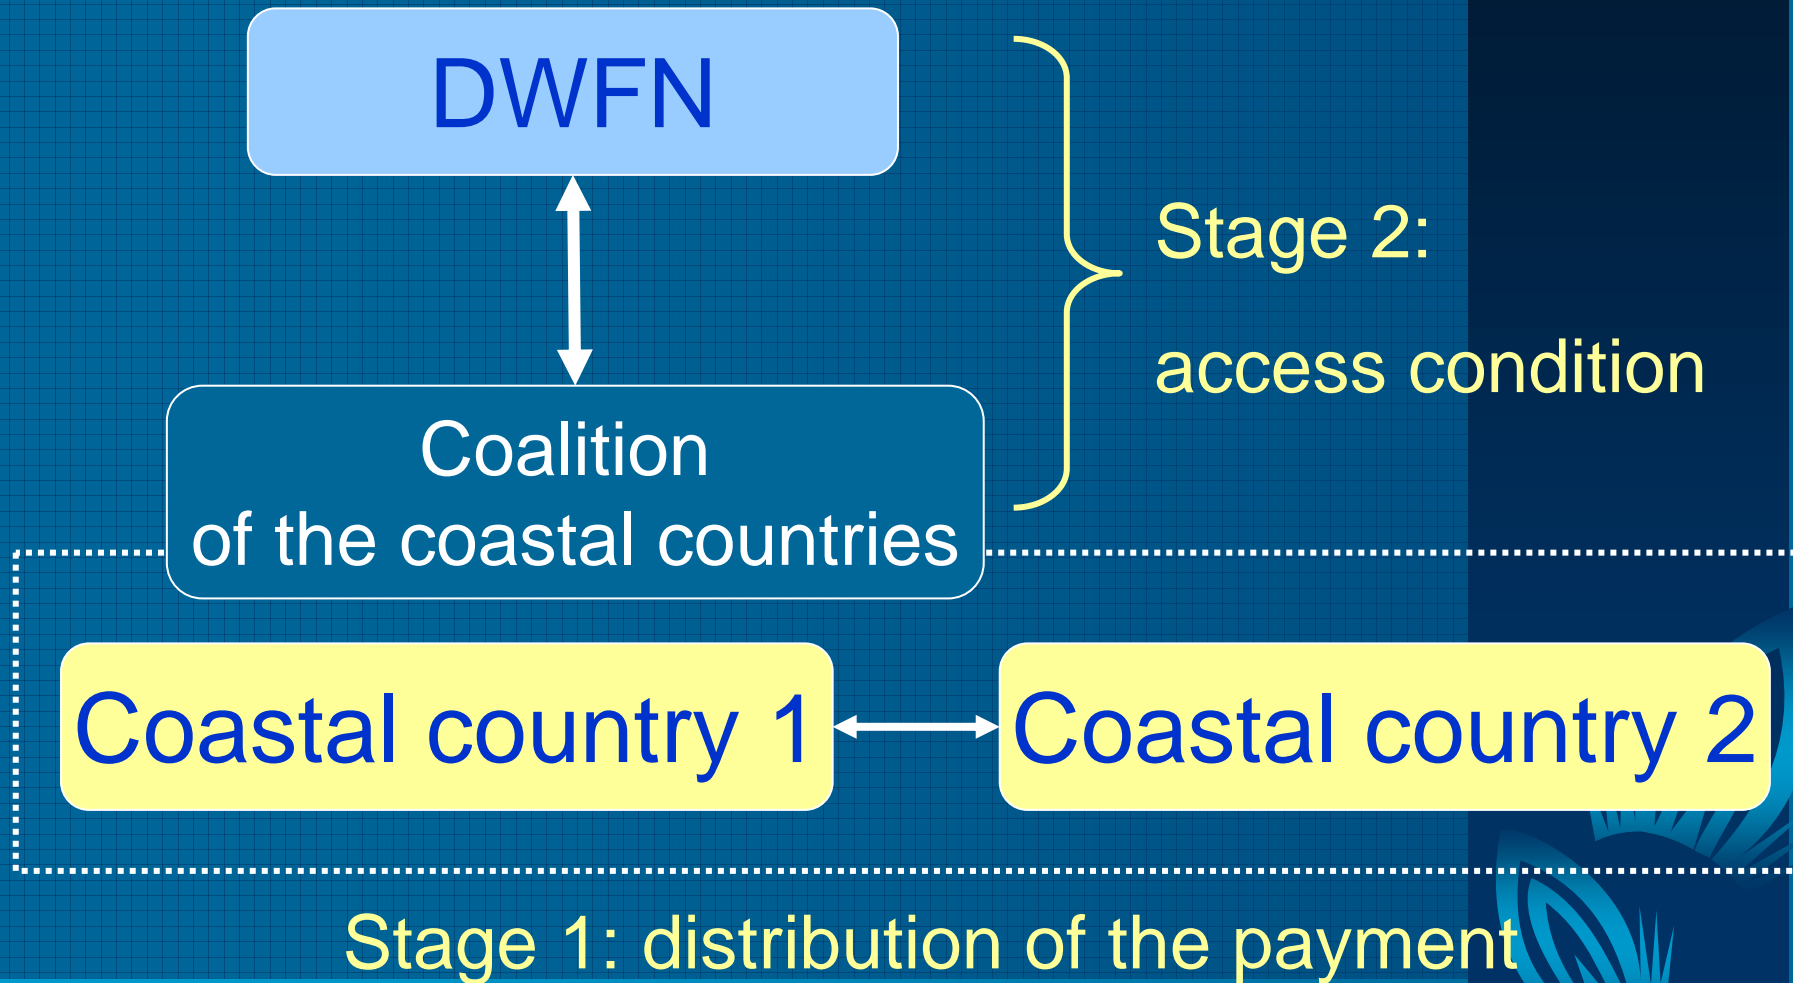 DWFN
Stage 2:
access condition
Coalition
of the coastal countries
Coastal country 1
Coastal country 2
Stage 1: distribution of the payment